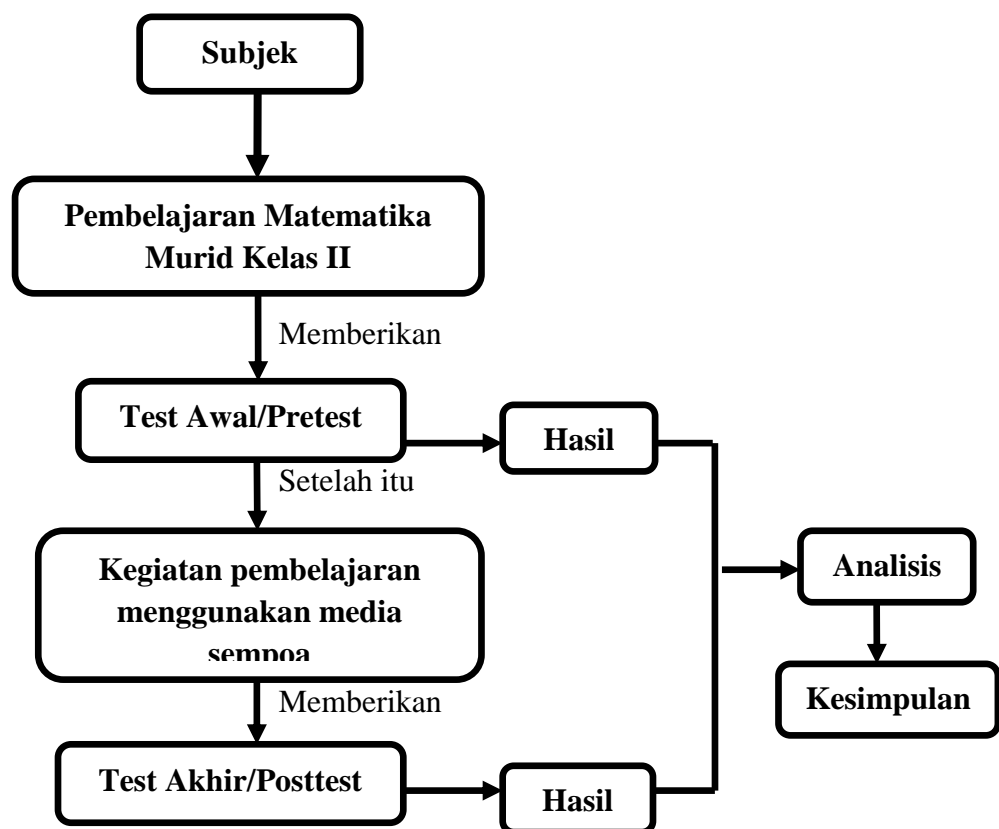 Subjek
Pembelajaran Matematika
Murid Kelas II
Memberikan
Test Awal/Pretest
Hasil
Setelah itu
Kegiatan pembelajaran
menggunakan media
sempoa
Analisis
Kesimpulan
Memberikan
Test Akhir/Posttest
Hasil